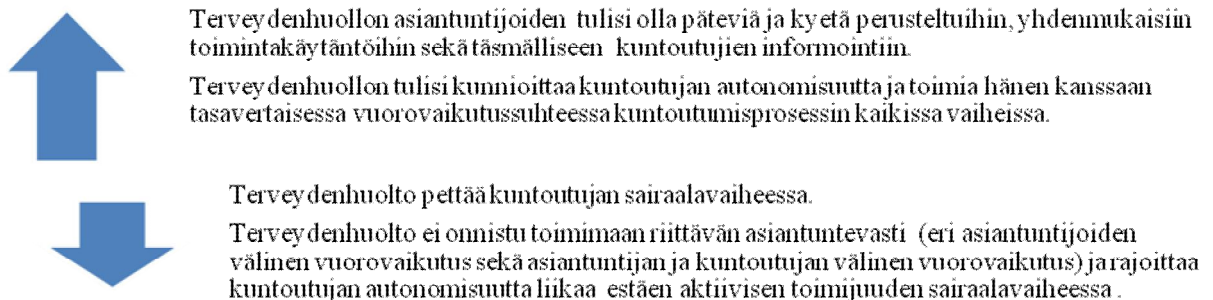 Terveydenhuollon asiantuntijoiden tulisi olla päteviä ja kyetä perusteltuihin, yhdenmukaisiin
toimintakäytäntöihin sekä täsmälliseen kuntoutujien informointiin.
Terveydenhuollon tulisi kunnioittaa kuntoutujan autonomisuutta ja toimia hänen kanssaan
tasavertaisessa vuorovaikutussuhteessa kuntoutumisprosessin kaikissa vaiheissa.
Terveydenhuolto pettää kuntoutujan sairaalavaiheessa.
Terveydenhuolto ei onnistu toimimaan riittävän asiantuntevasti (eri asiantuntijoiden
välinen vuorovaikutus sekä asiantuntijan ja kuntoutujan välinen vuorovaikutus) ja rajoittaa
kuntoutujan autonomisuutta liikaa estäen aktiivisen toimijuuden sairaalavaiheessa .